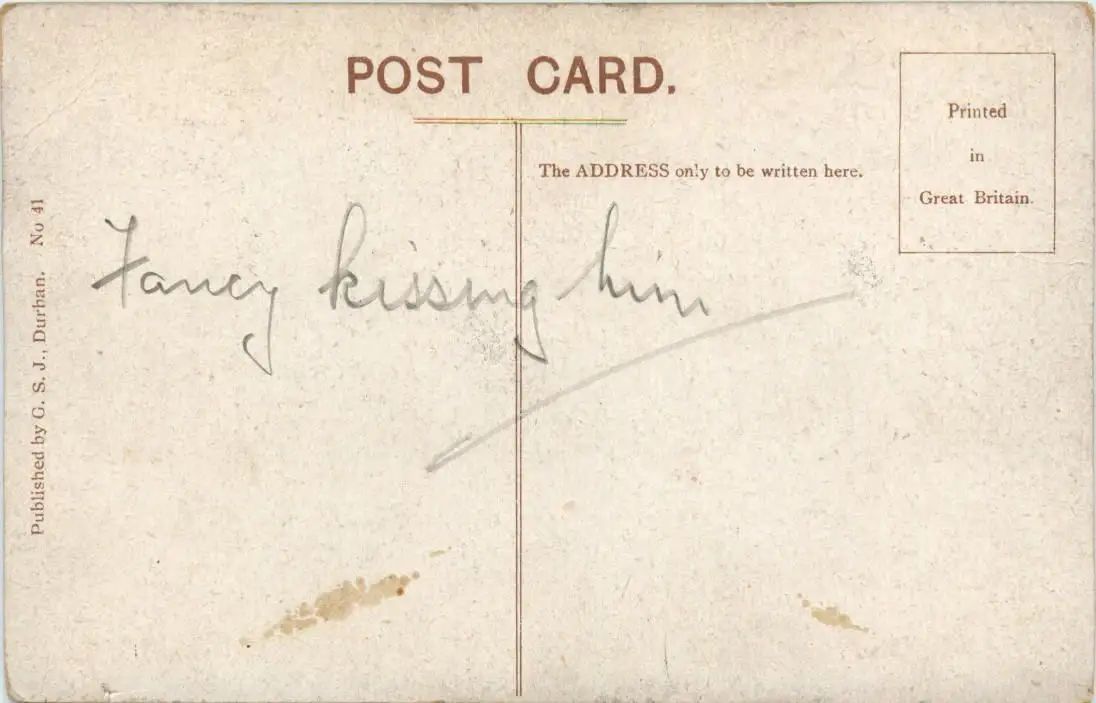 POST CARD.
The ADDRESS only to be written here.
Printed
in
Great Britain.
Fancy kissing him
Published by G. S. J., Durban. No 41